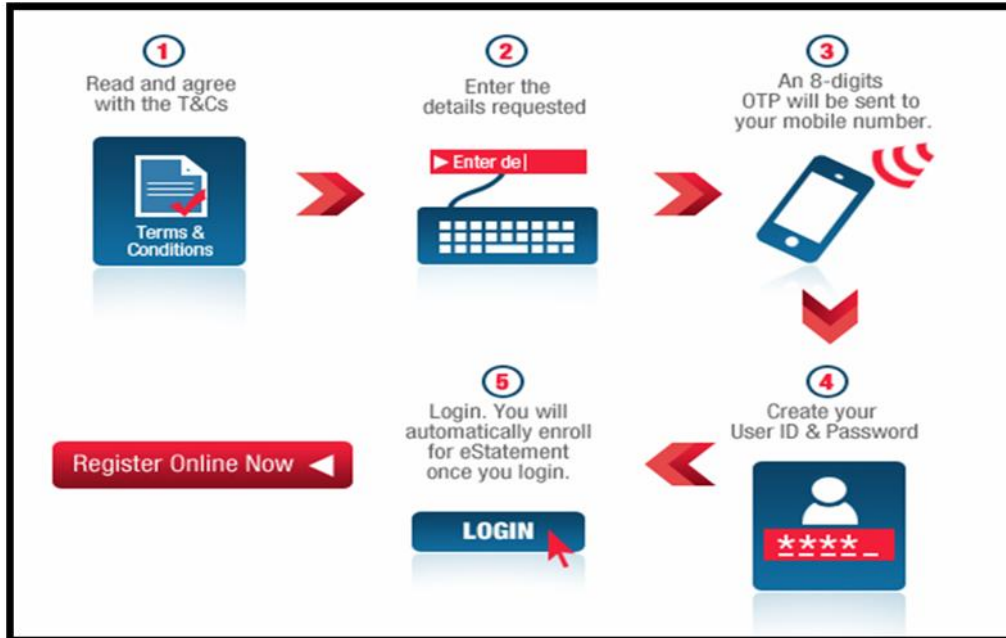 1
Read and agree
with the T&Cs
Terms &
Conditions
2
Enter the
details requested
Enter de
3
An 8-digits
OTP will be sent to
your mobile number.
4
Create your
User ID & Password
****_
5
Login. You will
automatically enroll
for eStatement
once you login.
LOGIN
Register Online Now